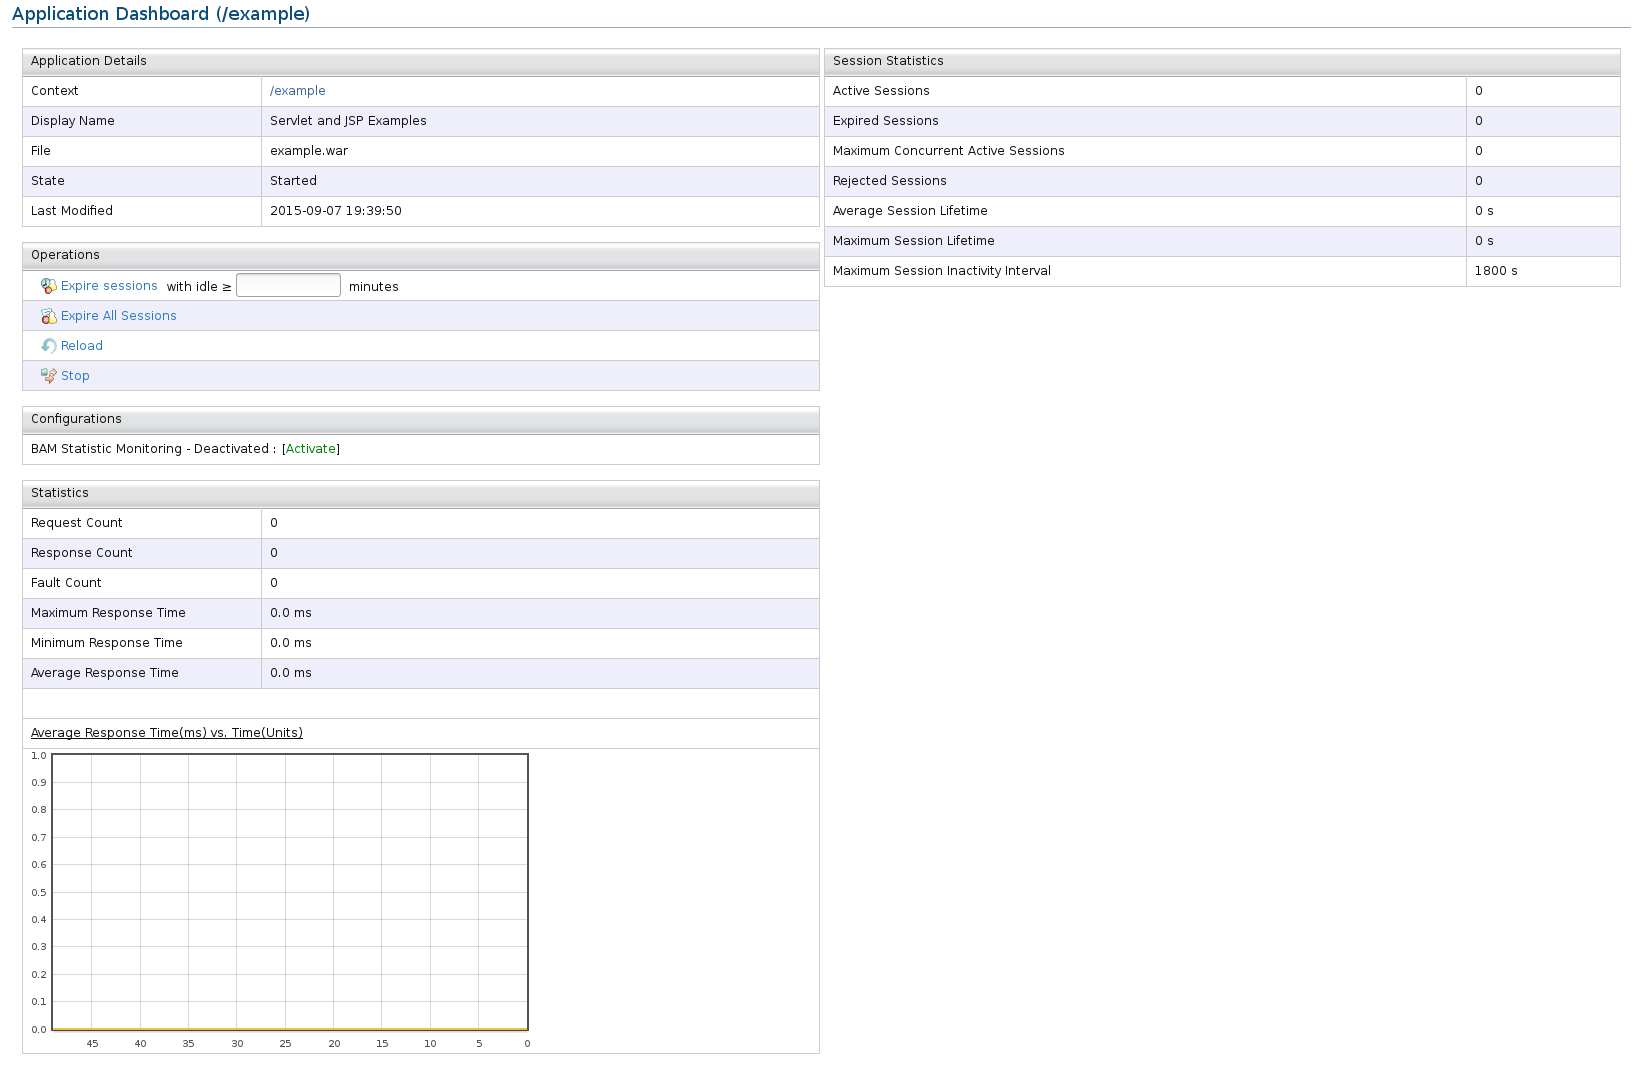 Application Dashboard (/example)
Application Details
Context /example
Display Name Servlet and JSP Examples
File example.war
State Started
Last Modified 2015-09-07 19:39:50
Operations
Expire sessions with idle ≥ minutes
Expire All Sessions
Reload
Stop
Configurations
BAM Statistic Monitoring - Deactivated : [Activate]
Statistics
Request Count 0
Response Count 0
Fault Count 0
Maximum Response Time 0.0 ms
Minimum Response Time 0.0 ms
Average Response Time 0.0 ms
Average Response Time(ms) vs. Time(Units)
1.0
0.9
0.8
0.7
0.6
0.5
0.4
0.3
0.2
0.1
0.0
45 40 35 30 25 20 15 10 5 0
Session Statistics
Active Sessions 0
Expired Sessions 0
Maximum Concurrent Active Sessions 0
Rejected Sessions 0
Average Session Lifetime 0 s
Maximum Session Lifetime 0 s
Maximum Session Inactivity Interval 1800 s